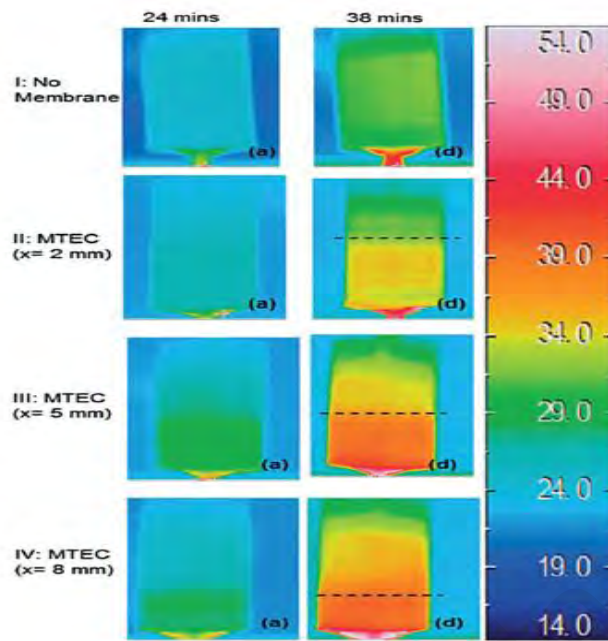 24 mins 38 mins
I: No
Membrane
(a) (d)
II: MTEC
(x= 2 mm)
(a) (d)
III: MTEC
(x= 5 mm)
(a) (d)
IV: MTEC
(x= 8 mm)
(a) (d)
54.0
49.0
44.0
39.0
34.0
29.0
24.0
19.0
14.0